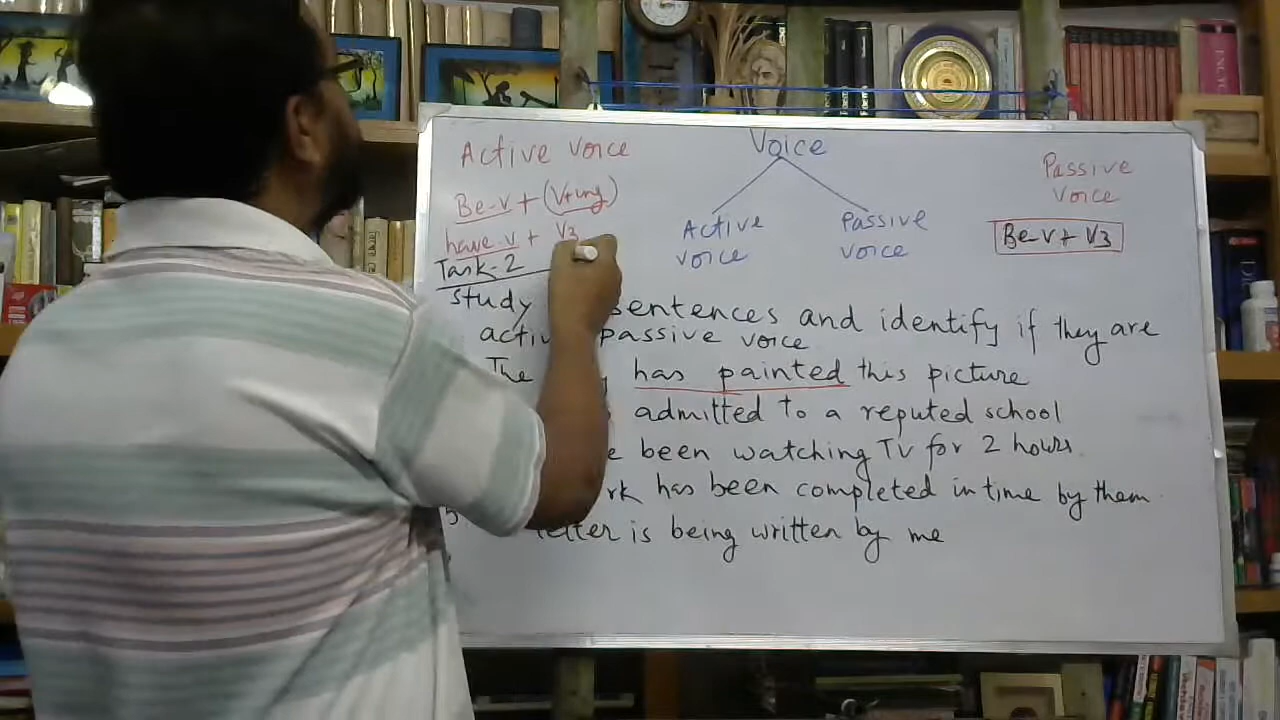 Active voice
Be-v + (V+ing)
have-v + V3
Voice
Active
voice
Passive
voice
Passive
voice
Be-v + V3
Task-2
Study sentences and identify if they are
passive voice
The has painted this picture
admitted to a reputed school
been watching TV for 2 hours
has been completed in time by them
5 letter is being written by me